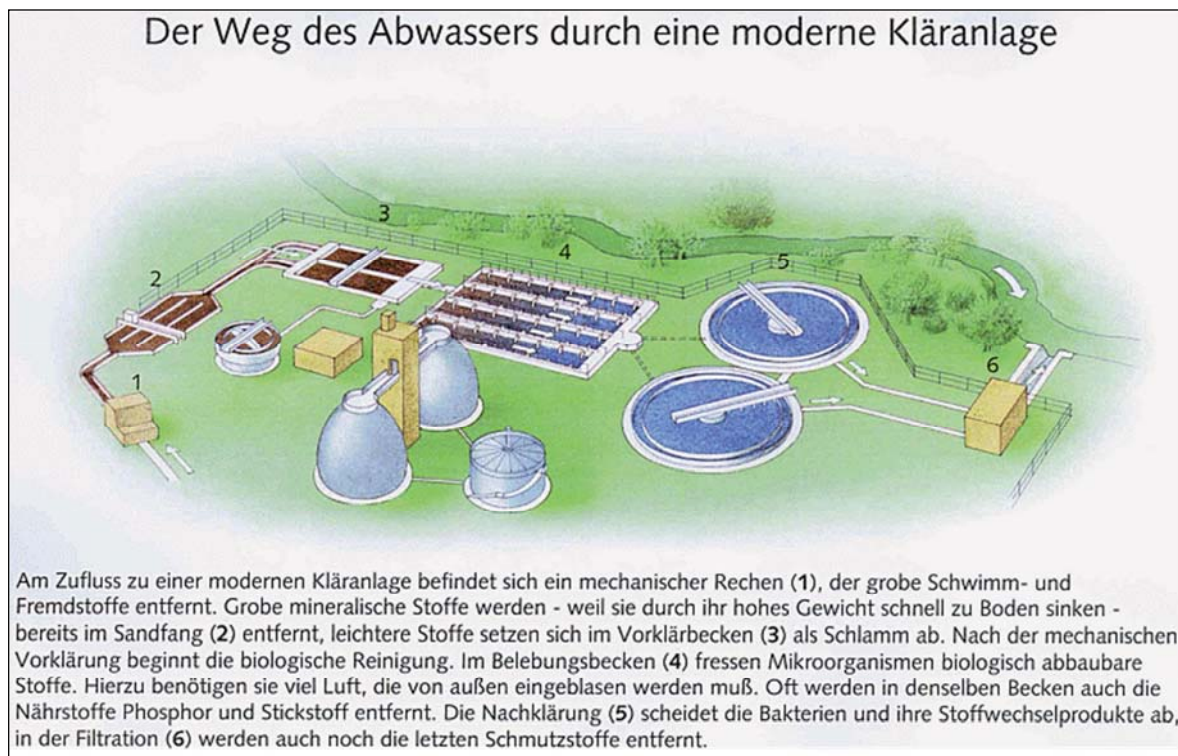 Der Weg des Abwassers durch eine moderne Kläranlage
3
4
5
2
6
1
Am Zufluss zu einer modernen Kläranlage befindet sich ein mechanischer Rechen (1), der grobe Schwimm- und
Fremdstoffe entfernt. Grobe mineralische Stoffe werden - weil sie durch ihr hohes Gewicht schnell zu Boden sinken -
bereits im Sandfang (2) entfernt, leichtere Stoffe setzen sich im Vorklärbecken (3) als Schlamm ab. Nach der mechanischen
Vorklärung beginnt die biologische Reinigung. Im Belebungsbecken (4) fressen Mikroorganismen biologisch abbaubare
Stoffe. Hierzu benötigen sie viel Luft, die von außen eingeblasen werden muß. Oft werden in denselben Becken auch die
Nährstoffe Phosphor und Stickstoff entfernt. Die Nachklärung (5) scheidet die Bakterien und ihre Stoffwechselprodukte ab,
in der Filtration (6) werden auch noch die letzten Schmutzstoffe entfernt.